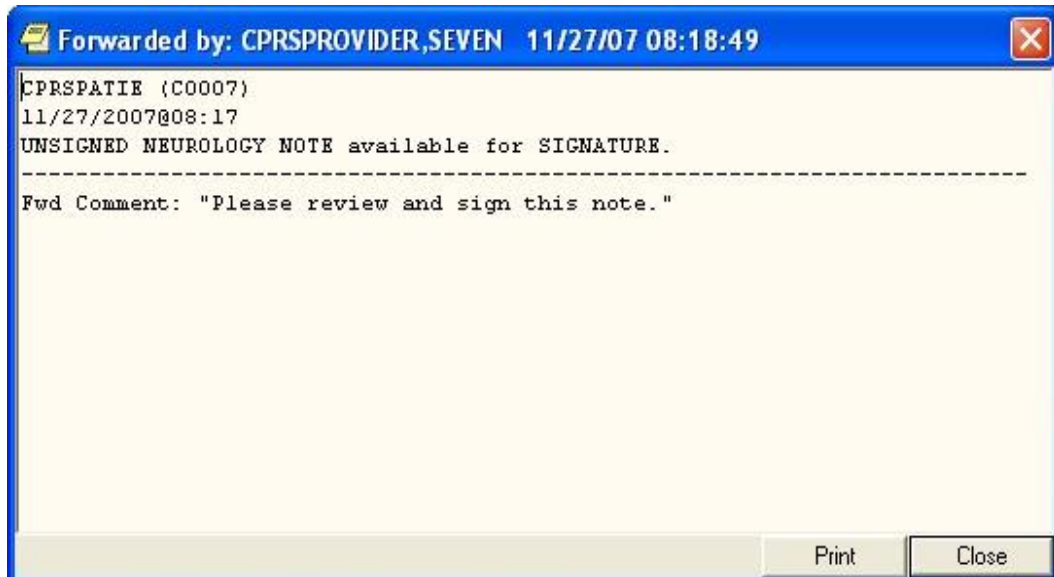 Forwarded by: CPRSPROVIDER,SEVEN 11/27/07 08:18:49
CPRSPATIE (C0007)
11/27/2007@08:17
UNSIGNED NEUROLOGY NOTE available for SIGNATURE.
--------------------------------------------------------------------------
Fwd Comment: "Please review and sign this note."
Print Close